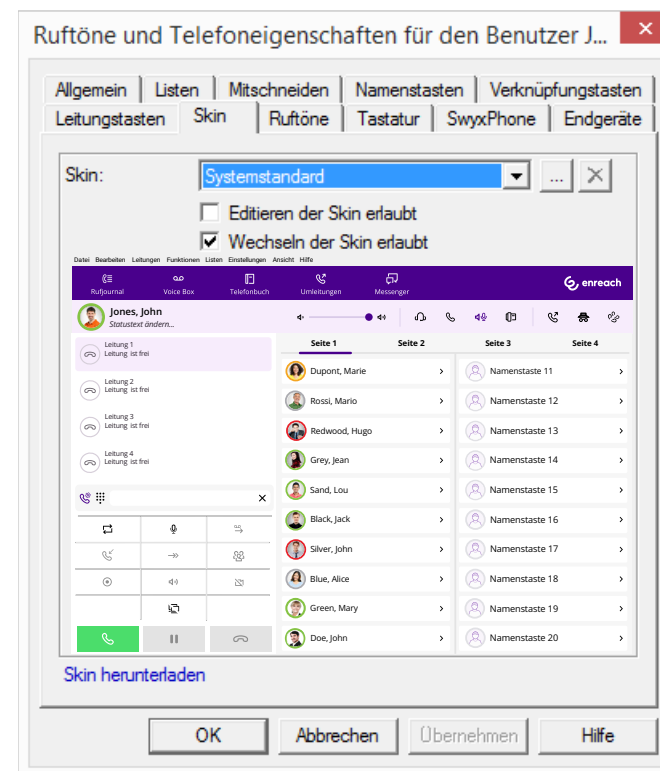 Ruftöne und Telefoneigenschaften für den Benutzer J...
Allgemein Listen Mitschneiden Namenstasten Verknüpfungstasten
Leitungstasten Skin Ruftöne Tastatur SwyxPhone Endgeräte
Skin: Systemstandard ...
Editieren der Skin erlaubt
Wechseln der Skin erlaubt
Datei Bearbeiten Leitungen Funktionen Listen Einstellungen Ansicht Hilfe
Rufjournal Voice Box Telefonbuch Umleitungen Messenger enreach
Jones, John
Statustext ändern...
Seite 1 Seite 2 Seite 3 Seite 4
Leitung 1
Leitung ist frei
Leitung 2
Leitung ist frei
Leitung 3
Leitung ist frei
Leitung 4
Leitung ist frei
Dupont, Marie Namenstaste 11
Rossi, Mario Namenstaste 12
Redwood, Hugo Namenstaste 13
Grey, Jean Namenstaste 14
Sand, Lou Namenstaste 15
Black, Jack Namenstaste 16
Silver, John Namenstaste 17
Blue, Alice Namenstaste 18
Green, Mary Namenstaste 19
Doe, John Namenstaste 20
Skin herunterladen
OK Abbrechen Übernehmen Hilfe